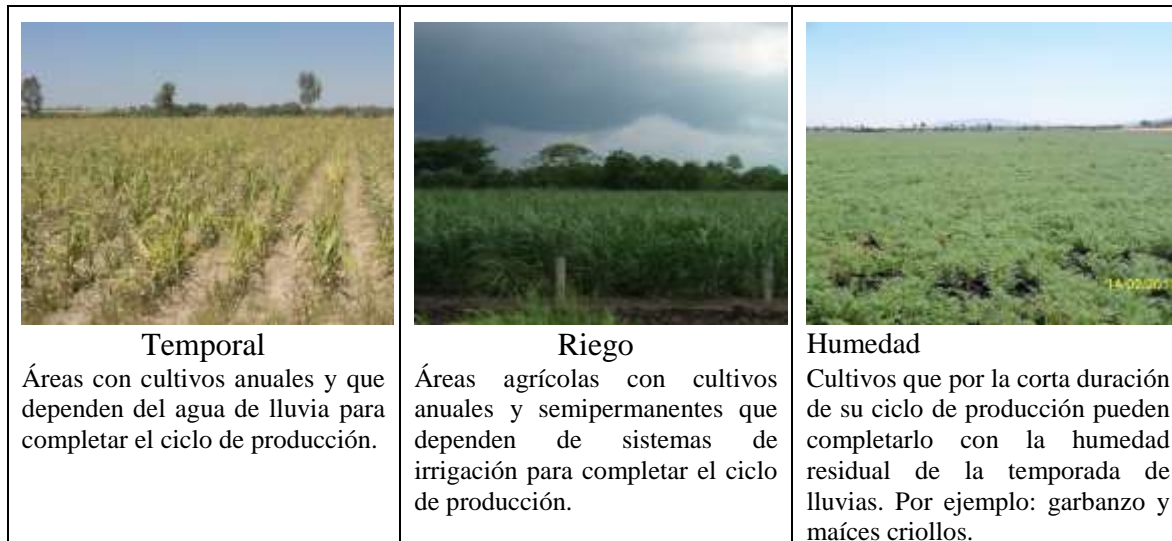 Temporal
Áreas con cultivos anuales y que
dependen del agua de lluvia para
completar el ciclo de producción.
Riego
Áreas agrícolas con cultivos
anuales y semipermanentes que
dependen de sistemas de
irrigación para completar el ciclo
de producción.
Humedad
Cultivos que por la corta duración
de su ciclo de producción pueden
completarlo con la humedad
residual de la temporada de
lluvias. Por ejemplo: garbanzo y
maíces criollos.